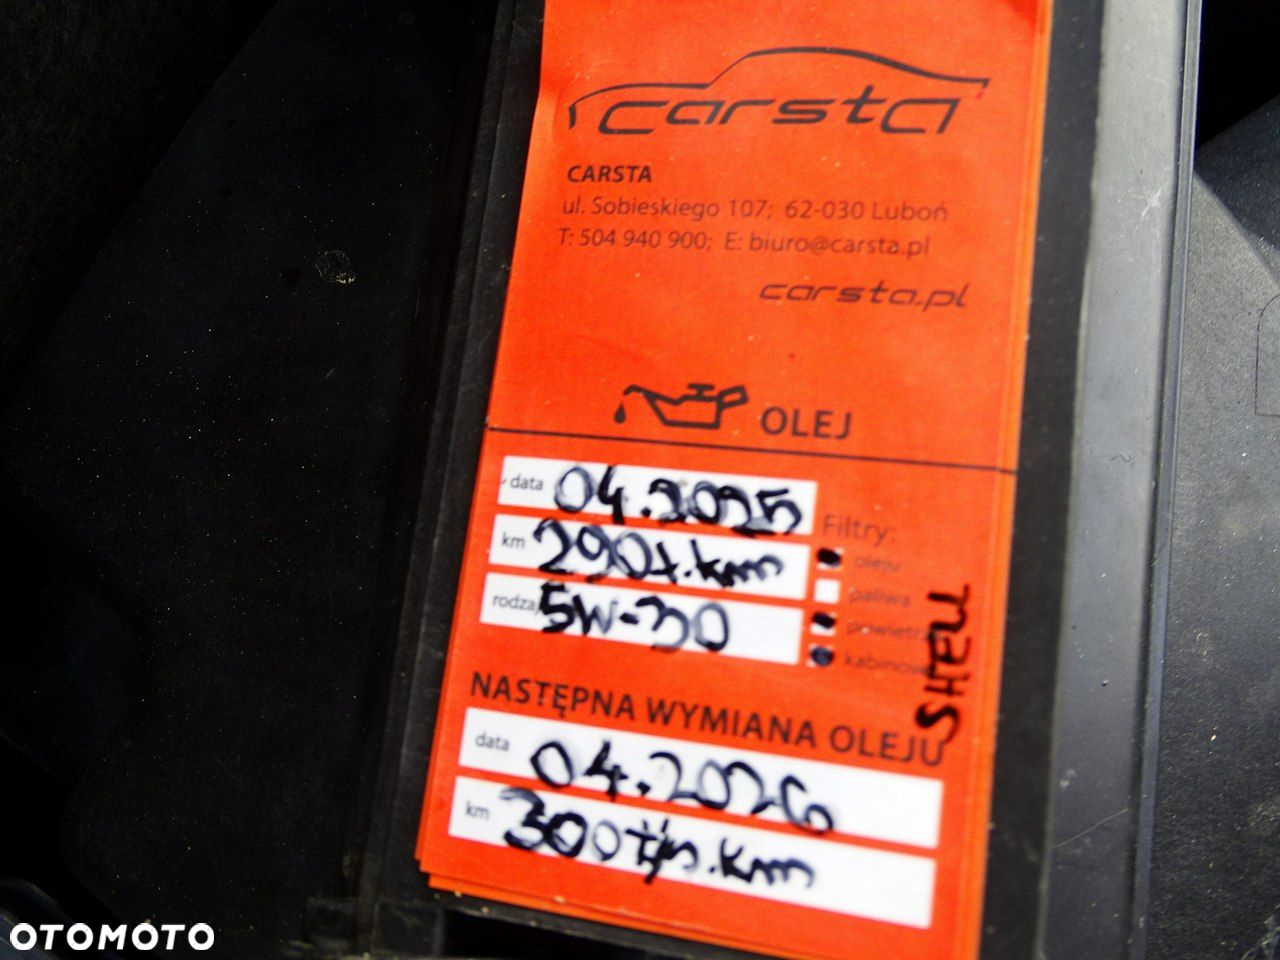 carsta
CARSTA
ul. Sobieskiego 107; 62-030 Luboń
T: 504 940 900; E: biuro@carsta.pl
carsta.pl
OLEJ
data 04.2025
km 290t.km
rodzaj 5W-30
Filtry:
oleju
paliwa
powietrza
kabinowy
SHELL
NASTĘPNA WYMIANA OLEJU
data 04.2026
km 300tyś.km
OTOMOTO